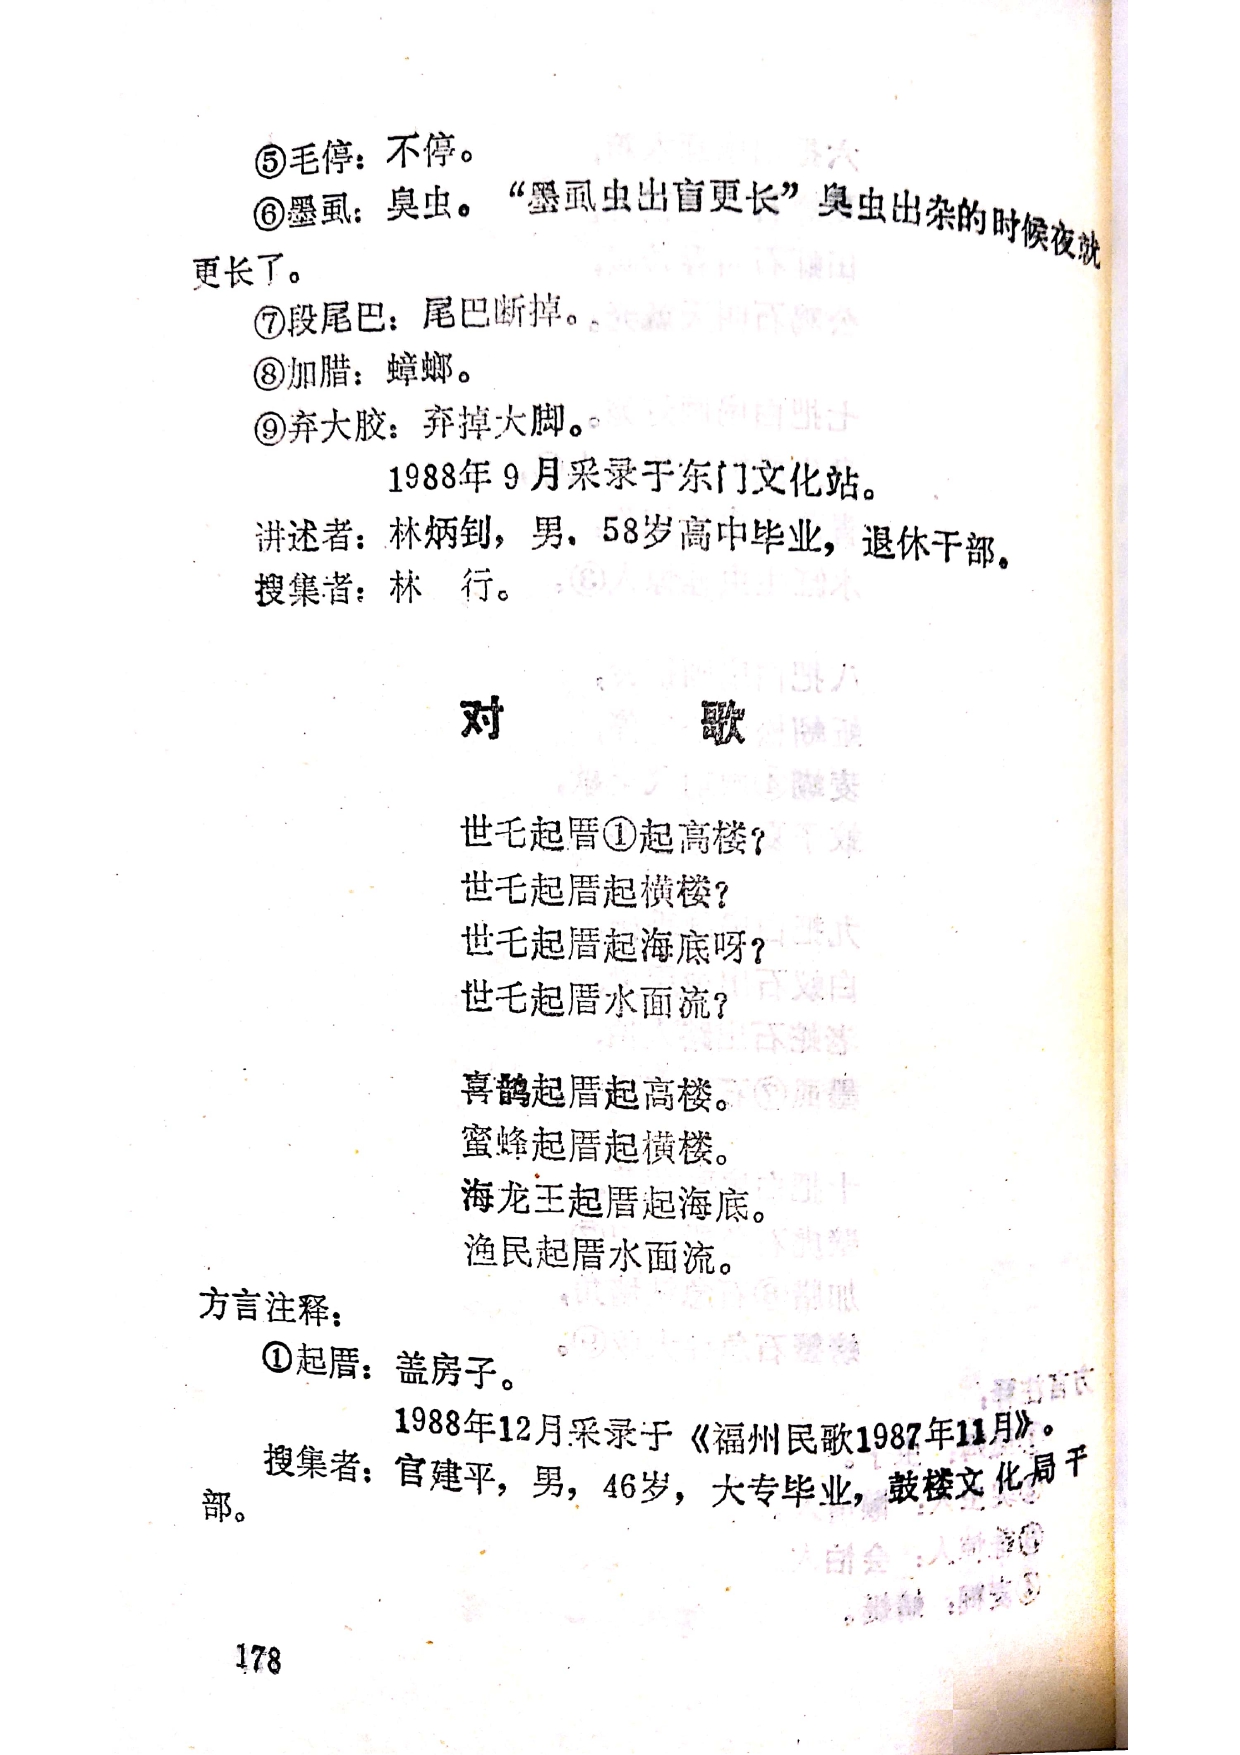 ⑤毛停：不停。
⑥墨虱：臭虫。“墨虱虫出盲更长”臭虫出杂的时候夜就
更长了。
⑦段尾巴：尾巴断掉。
⑧加腊：蟑螂。
⑨弃大胶：弃掉大脚。
1988年9月采录于东门文化站。
讲述者：林炳钊，男、58岁高中毕业，退休干部。
搜集者：林　行。
对　　歌
世乇起厝①起高楼？
世乇起厝起横楼？
世乇起厝起海底呀？
世乇起厝水面流？
喜鹊起厝起高楼。
蜜蜂起厝起横楼。
海龙王起厝起海底。
渔民起厝水面流。
方言注释：
①起厝：盖房子。
1988年12月采录于《福州民歌1987年11月》。
搜集者：官建平，男，46岁，大专毕业，鼓楼文化局干
部。
178